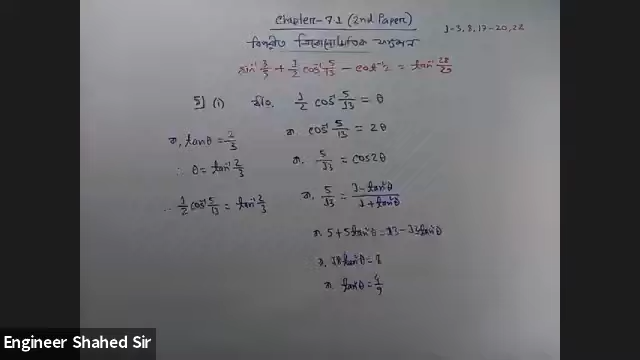 Chapter-7.1 (2nd Paper)
বিপরীত ত্রিকোণমিতিক ফাংশন
1-3, 8, 17-20, 22
sin⁻¹ 3/5 + 1/2 cos⁻¹ 5/13 - cot⁻¹ 2 = tan⁻¹ 28/29
5| (i) ধরি, 1/2 cos⁻¹ 5/13 = θ
বা, cos⁻¹ 5/13 = 2θ
বা, 5/13 = cos2θ
বা, 5/13 = (1-tan²θ)/(1+tan²θ)
বা, 5+5tan²θ = 13-13tan²θ
বা, 18tan²θ = 8
বা, tan²θ = 4/9
বা, tanθ = 2/3
∴ θ = tan⁻¹ 2/3
∴ 1/2 cos⁻¹ 5/13 = tan⁻¹ 2/3
Engineer Shahed Sir